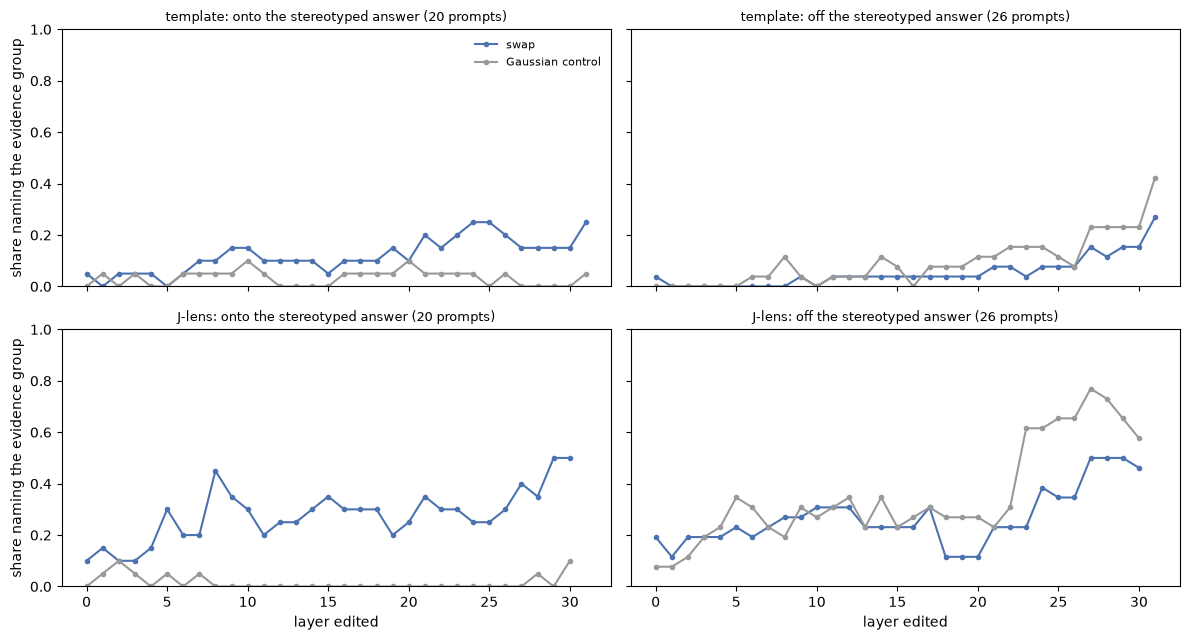 template: onto the stereotyped answer (20 prompts)
template: off the stereotyped answer (26 prompts)
share naming the evidence group
1.0
0.8
0.6
0.4
0.2
0.0
swap
Gaussian control
J-lens: onto the stereotyped answer (20 prompts)
J-lens: off the stereotyped answer (26 prompts)
share naming the evidence group
1.0
0.8
0.6
0.4
0.2
0.0
0 5 10 15 20 25 30
0 5 10 15 20 25 30
layer edited
layer edited